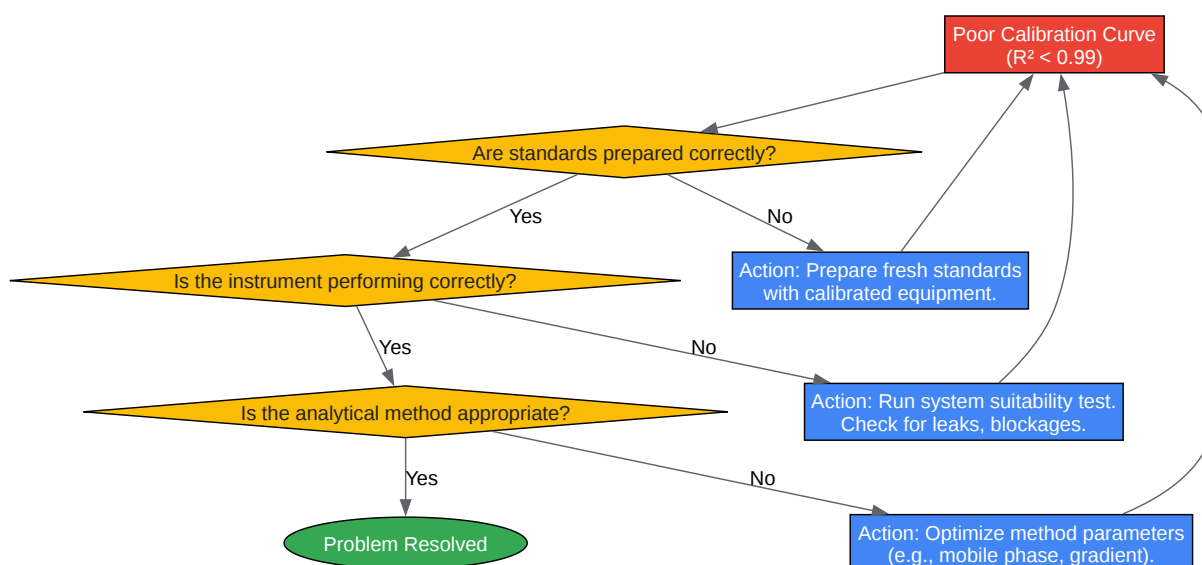 Poor Calibration Curve
(R² < 0.99)
Are standards prepared correctly?
Yes
No
Action: Prepare fresh standards
with calibrated equipment.
Is the instrument performing correctly?
Yes
No
Action: Run system suitability test.
Check for leaks, blockages.
Is the analytical method appropriate?
Yes
No
Problem Resolved
Action: Optimize method parameters
(e.g., mobile phase, gradient).